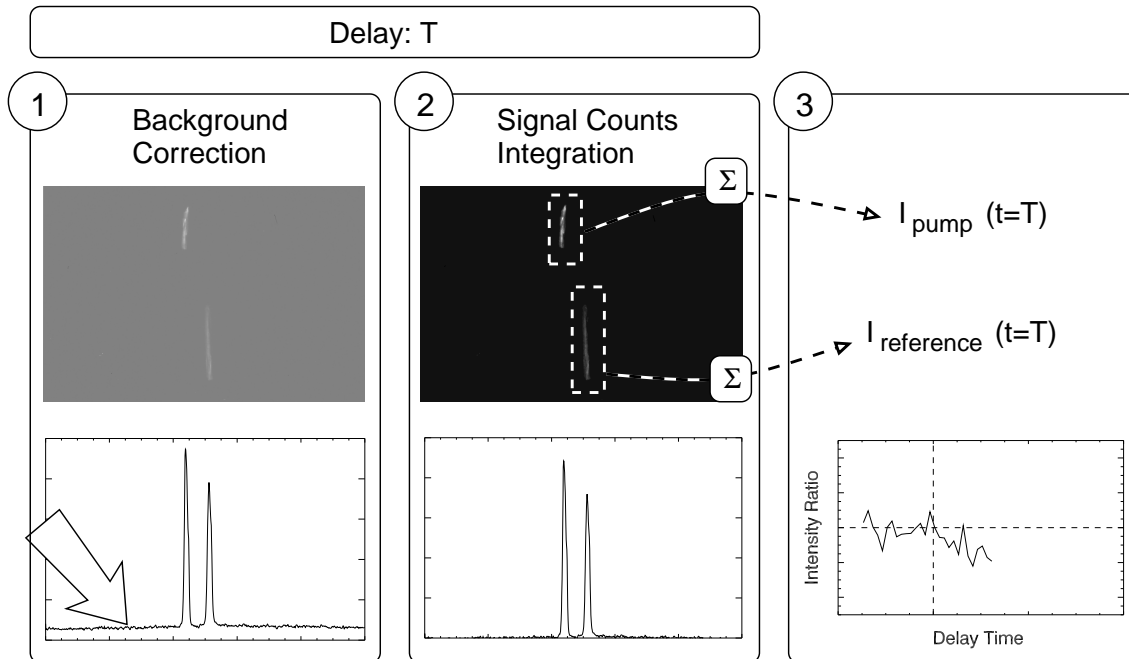 Delay: T
1
Background
Correction
2
Signal Counts
Integration
Σ
Σ
3
I pump (t=T)
I reference (t=T)
Intensity Ratio
Delay Time